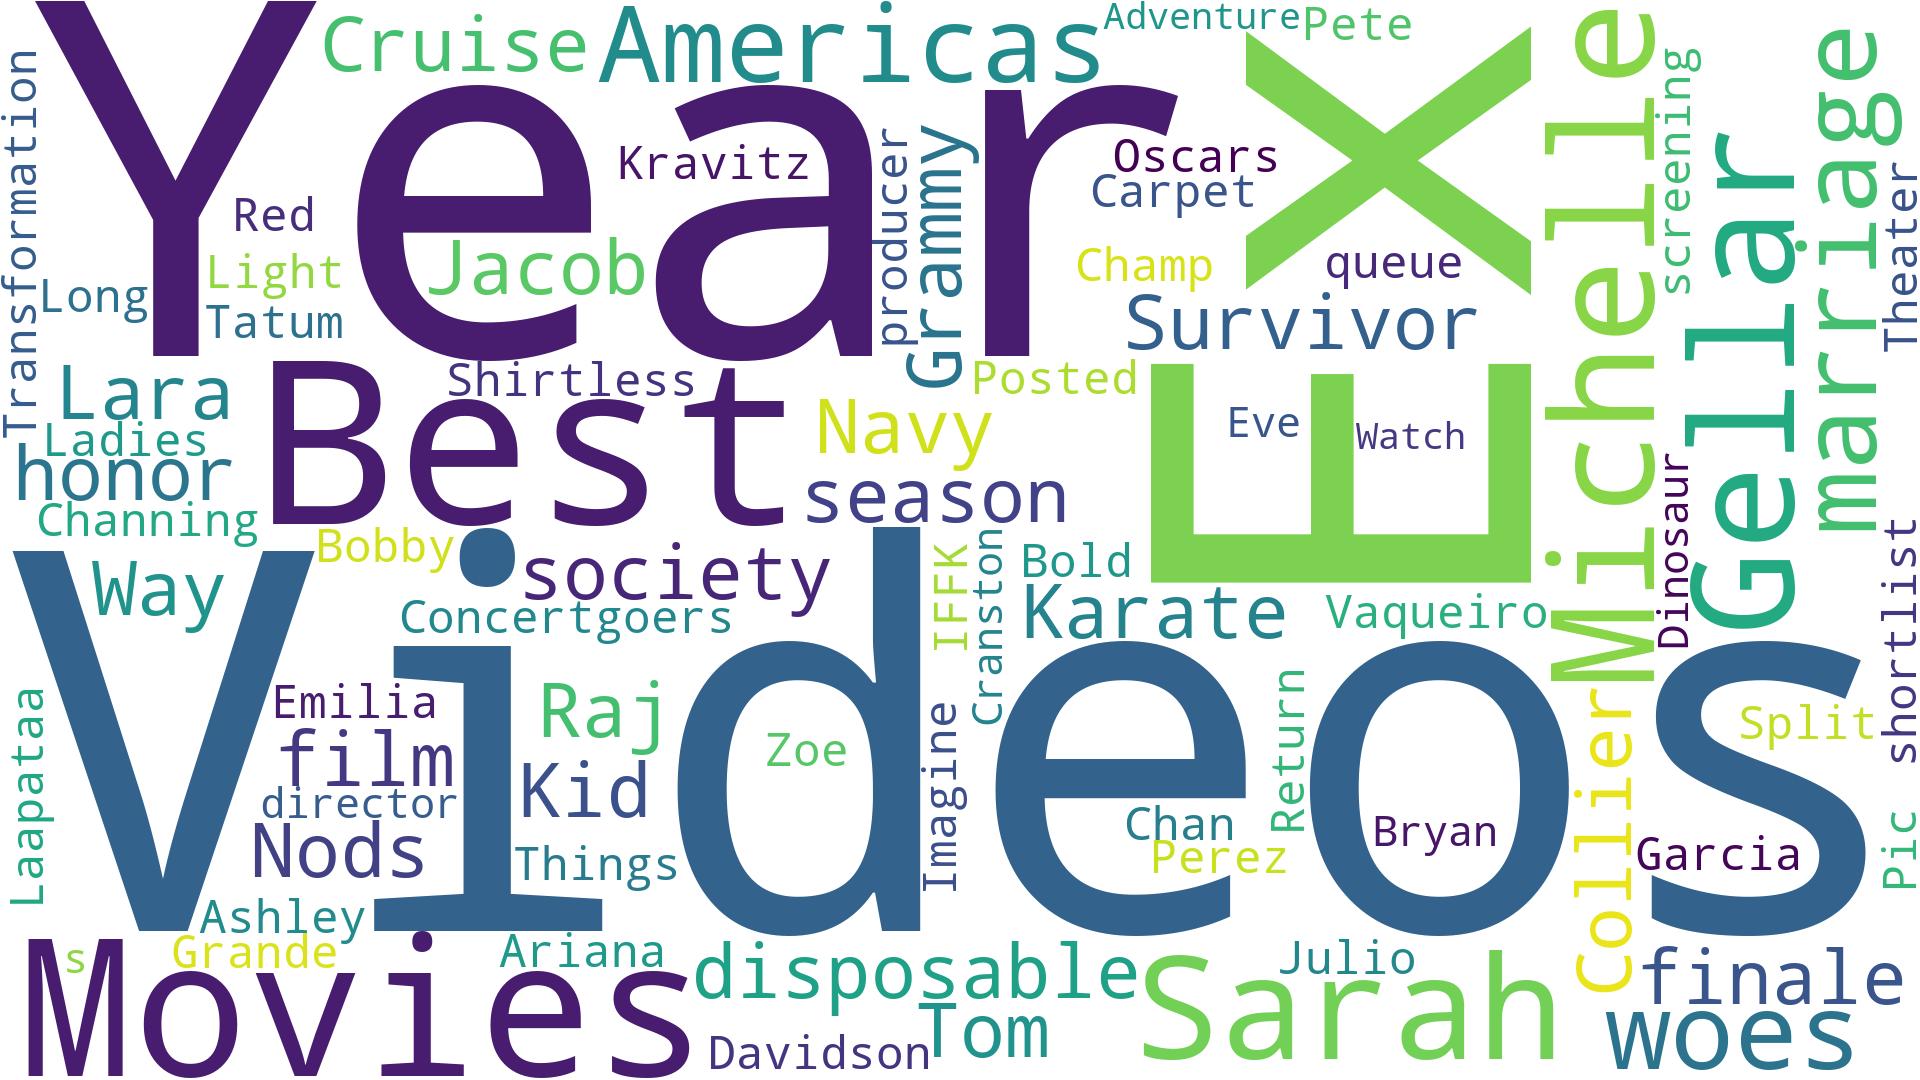 Year
Cruise
Americas
Adventure
Pete
EX
Michelle
screening
Gellar
marriage
Theater
Transformation
Kravitz
producer
Grammy
Oscars
Carpet
Red
Light
Jacob
Champ
queue
Long
Tatum
Survivor
Lara
Shirtless
Posted
Best
Navy
Eve
Watch
Ladies
honor
season
Channing
Bobby
society
IFFK
Cranston
Bold
Dinosaur
Way
Concertgoers
Karate
Vaqueiro
shortlist
Videos
Laapataa
Emilia
Raj
Zoe
Imagine
Return
Collier
Split
film
director
Kid
Nods
Things
Chan
Perez
Bryan
Garcia
Pic
Ashley
Grande
s
Ariana
Movies
disposable
Julio
Sarah
finale
Tom
Davidson
woes